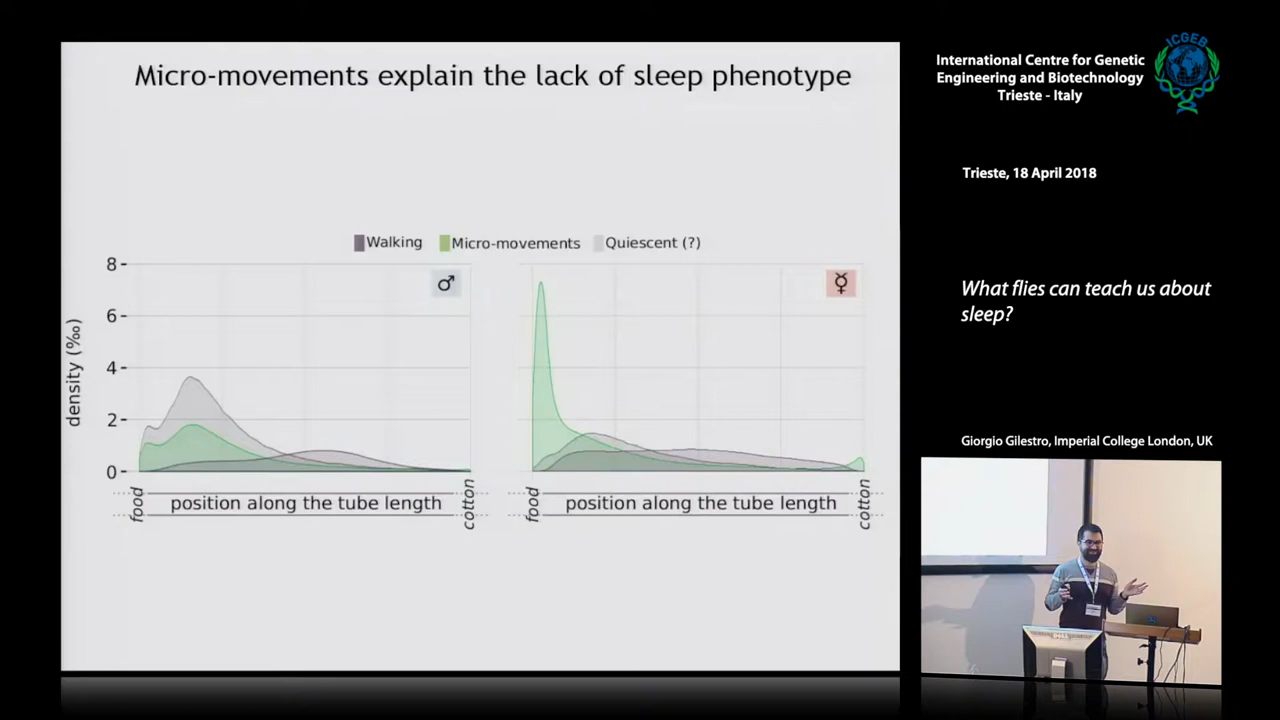 Micro-movements explain the lack of sleep phenotype
Walking Micro-movements Quiescent (?)
density (‰)
8
6
4
2
0
♂
☿
food
position along the tube length
cotton
food
position along the tube length
cotton
International Centre for Genetic
Engineering and Biotechnology
Trieste - Italy
ICGEB
Trieste, 18 April 2018
What flies can teach us about
sleep?
Giorgio Gilestro, Imperial College London, UK
DELL